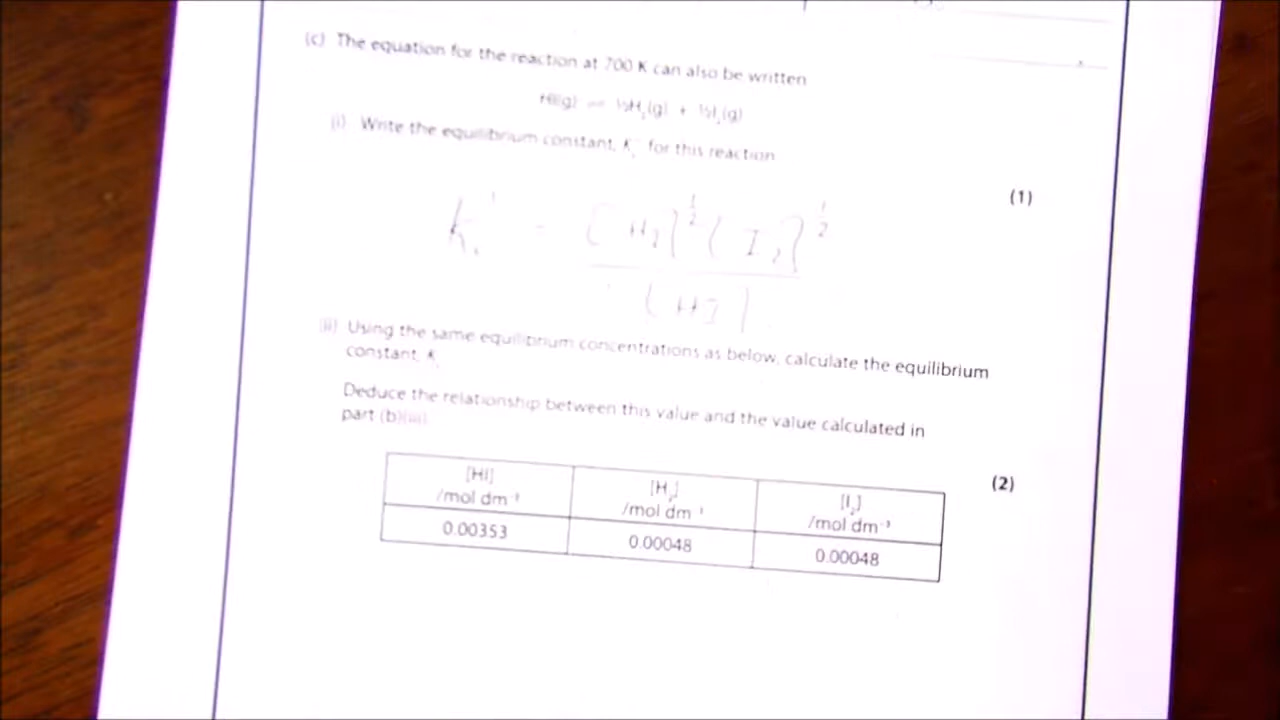 (c) The equation for the reaction at 700 K can also be written
HI(g) ⇌ ½H₂(g) + ½I₂(g)
(i) Write the equilibrium constant, K꜀′ for this reaction
(1)
K꜀' = [H₂]^½ [I₂]^½
[HI]
(ii) Using the same equilibrium concentrations as below, calculate the equilibrium
constant, K꜀′
Deduce the relationship between this value and the value calculated in
part (b)(iii)
(2)
[HI] [H₂] [I₂]
/mol dm⁻³ /mol dm⁻³ /mol dm⁻³
0.00353 0.00048 0.00048